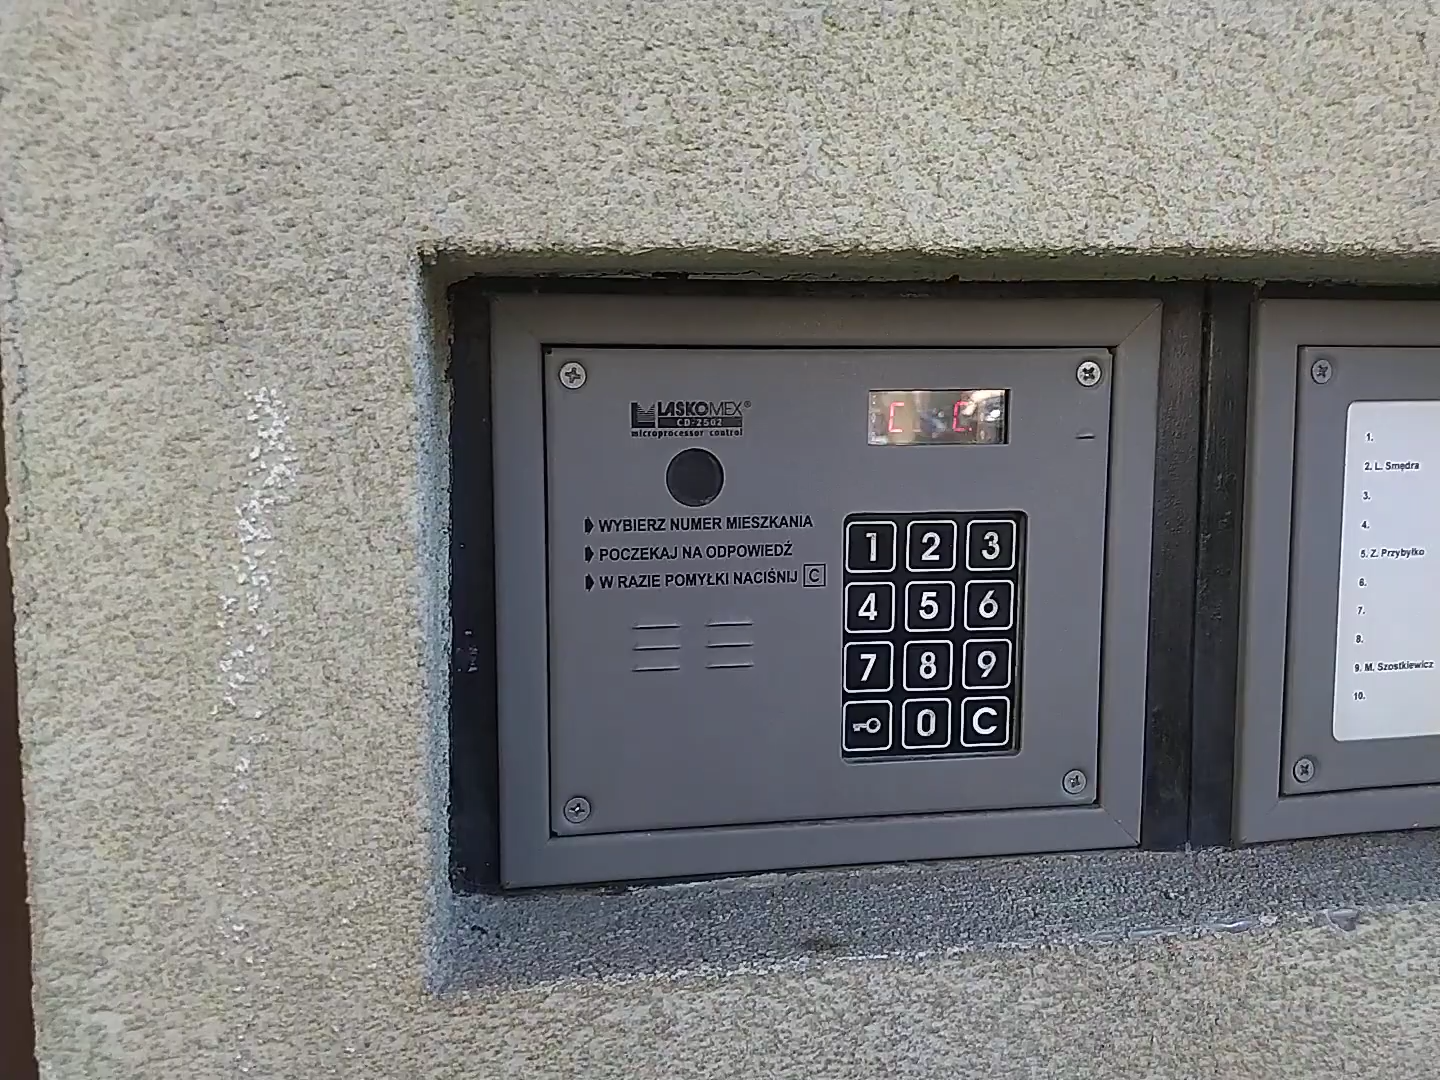 LASKOMEX®
CD-2502
microprocessor control
C C
WYBIERZ NUMER MIESZKANIA
POCZEKAJ NA ODPOWIEDŹ
W RAZIE POMYŁKI NACIŚNIJ C
1 2 3
4 5 6
7 8 9
0 C
1.
2. L. Smędra
3.
4.
5. Z. Przybyłko
6.
7.
8.
9. M. Szostkiewicz
10.